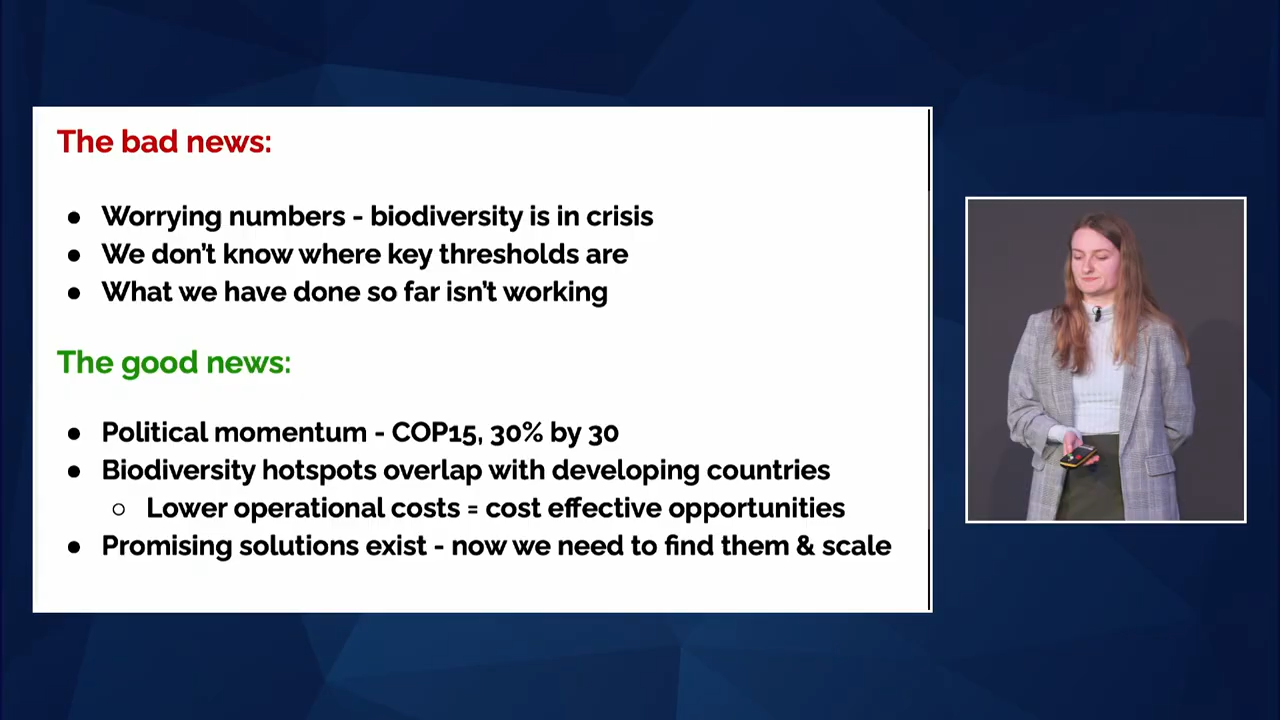 The bad news:
● Worrying numbers - biodiversity is in crisis
● We don't know where key thresholds are
● What we have done so far isn't working
The good news:
● Political momentum - COP15, 30% by 30
● Biodiversity hotspots overlap with developing countries
○ Lower operational costs = cost effective opportunities
● Promising solutions exist - now we need to find them & scale